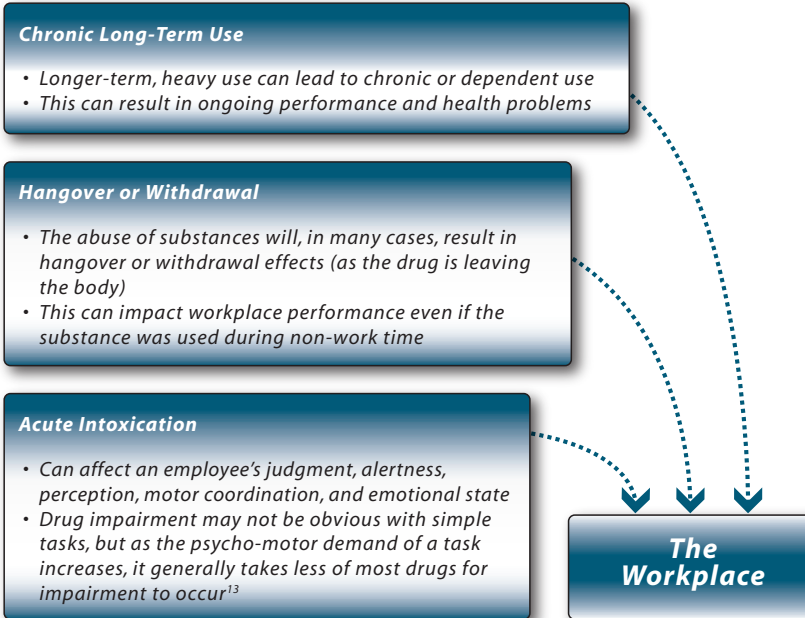 Chronic Long-Term Use
• Longer-term, heavy use can lead to chronic or dependent use
• This can result in ongoing performance and health problems
Hangover or Withdrawal
• The abuse of substances will, in many cases, result in
hangover or withdrawal effects (as the drug is leaving
the body)
• This can impact workplace performance even if the
substance was used during non-work time
Acute Intoxication
• Can affect an employee’s judgment, alertness,
perception, motor coordination, and emotional state
• Drug impairment may not be obvious with simple
tasks, but as the psycho-motor demand of a task
increases, it generally takes less of most drugs for
impairment to occur¹³
The
Workplace